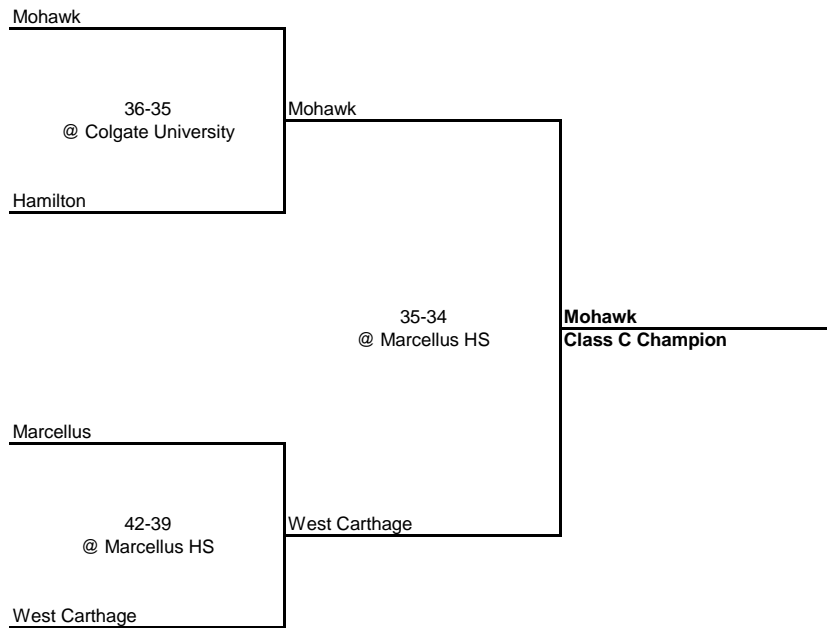 Mohawk
36-35
@ Colgate University
Mohawk
Hamilton
35-34
@ Marcellus HS
Mohawk
Class C Champion
Marcellus
42-39
@ Marcellus HS
West Carthage
West Carthage